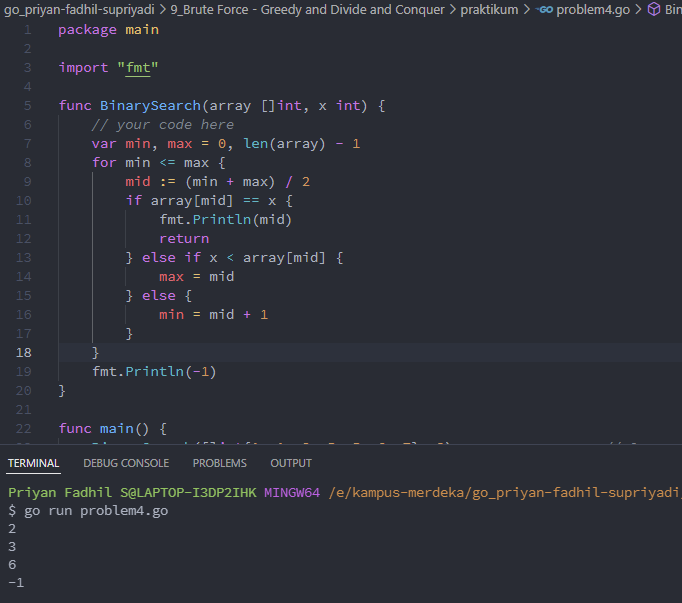 go_priyan-fadhil-supriyadi > 9_Brute Force - Greedy and Divide and Conquer > praktikum > problem4.go > Bin
1 package main
2
3 import "fmt"
4
5 func BinarySearch(array []int, x int) {
6 // your code here
7 var min, max = 0, len(array) - 1
8 for min <= max {
9 mid := (min + max) / 2
10 if array[mid] == x {
11 fmt.Println(mid)
12 return
13 } else if x < array[mid] {
14 max = mid
15 } else {
16 min = mid + 1
17 }
18 }
19 fmt.Println(-1)
20 }
21
22 func main() {
TERMINAL DEBUG CONSOLE PROBLEMS OUTPUT
Priyan Fadhil S@LAPTOP-I3DP2IHK MINGW64 /e/kampus-merdeka/go_priyan-fadhil-supriyadi
$ go run problem4.go
2
3
6
-1